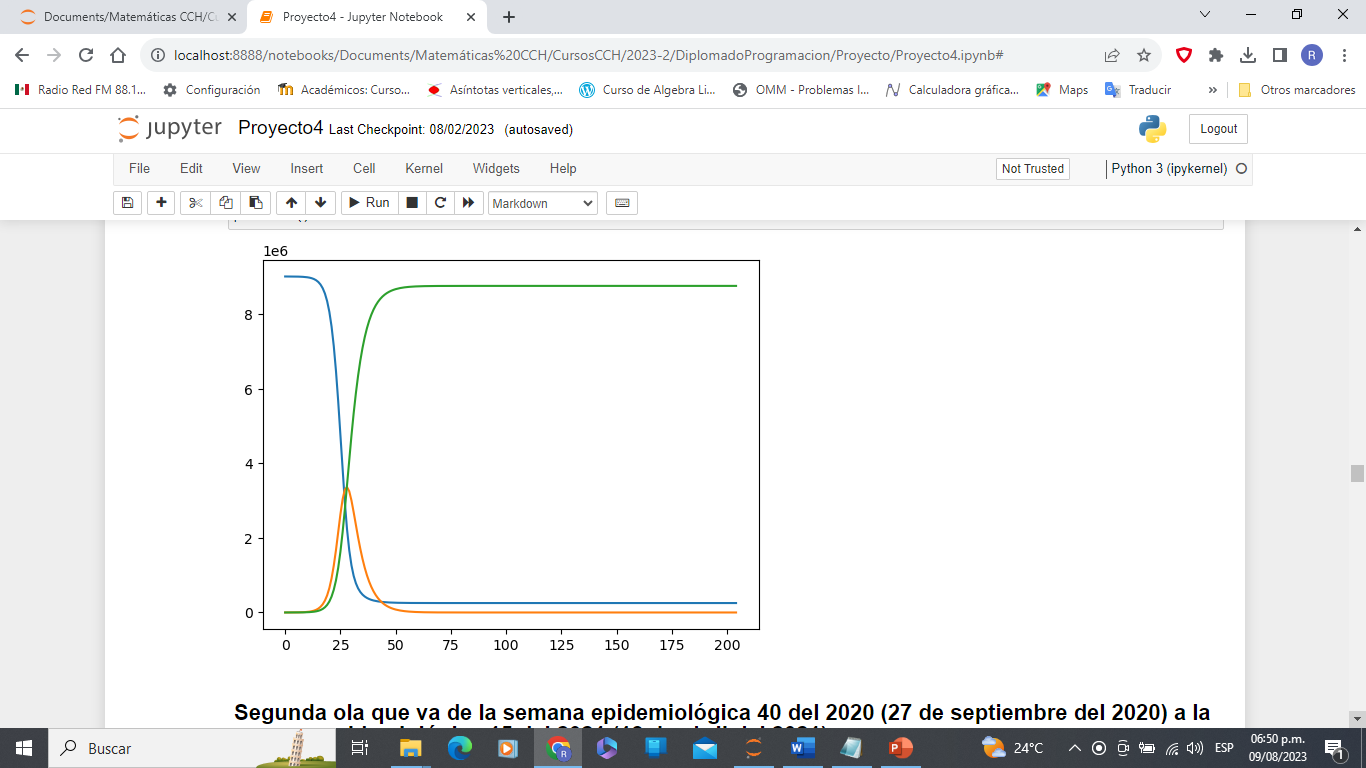 Documents/Matemáticas CCH/Cu
Proyecto4 - Jupyter Notebook
localhost:8888/notebooks/Documents/Matemáticas%20CCH/CursosCCH/2023-2/DiplomadoProgramacion/Proyecto/Proyecto4.ipynb#
R
Radio Red FM 88.1... Configuración Académicos: Curso... Asíntotas verticales,... Curso de Algebra Li... OMM - Problemas I... Calculadora gráfica... Maps Traducir » Otros marcadores
jupyter Proyecto4 Last Checkpoint: 08/02/2023 (autosaved) Logout
File Edit View Insert Cell Kernel Widgets Help Not Trusted Python 3 (ipykernel)
Run Markdown
1e6
8
6
4
2
0
0 25 50 75 100 125 150 175 200
Segunda ola que va de la semana epidemiológica 40 del 2020 (27 de septiembre del 2020) a la
Buscar 24°C ESP 06:50 p.m.
09/08/2023 1